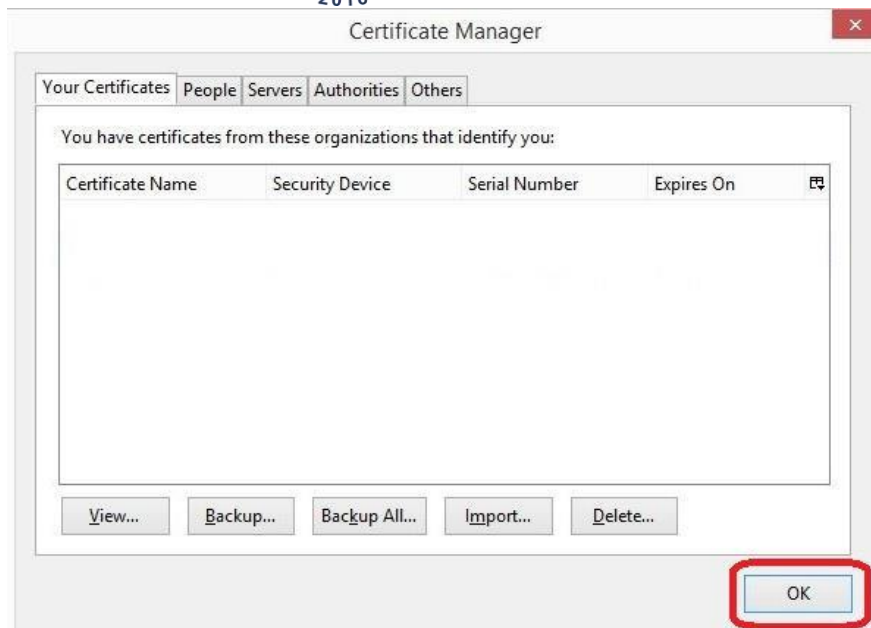 2016
Certificate Manager
Your Certificates People Servers Authorities Others
You have certificates from these organizations that identify you:
Certificate Name Security Device Serial Number Expires On
View... Backup... Backup All... Import... Delete...
OK